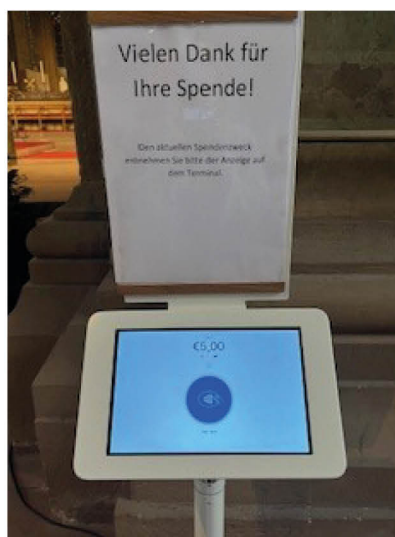 Vielen Dank für
Ihre Spende!
Den aktuellen Spendenzweck
entnehmen Sie bitte der Anzeige auf
dem Terminal.
€5,00